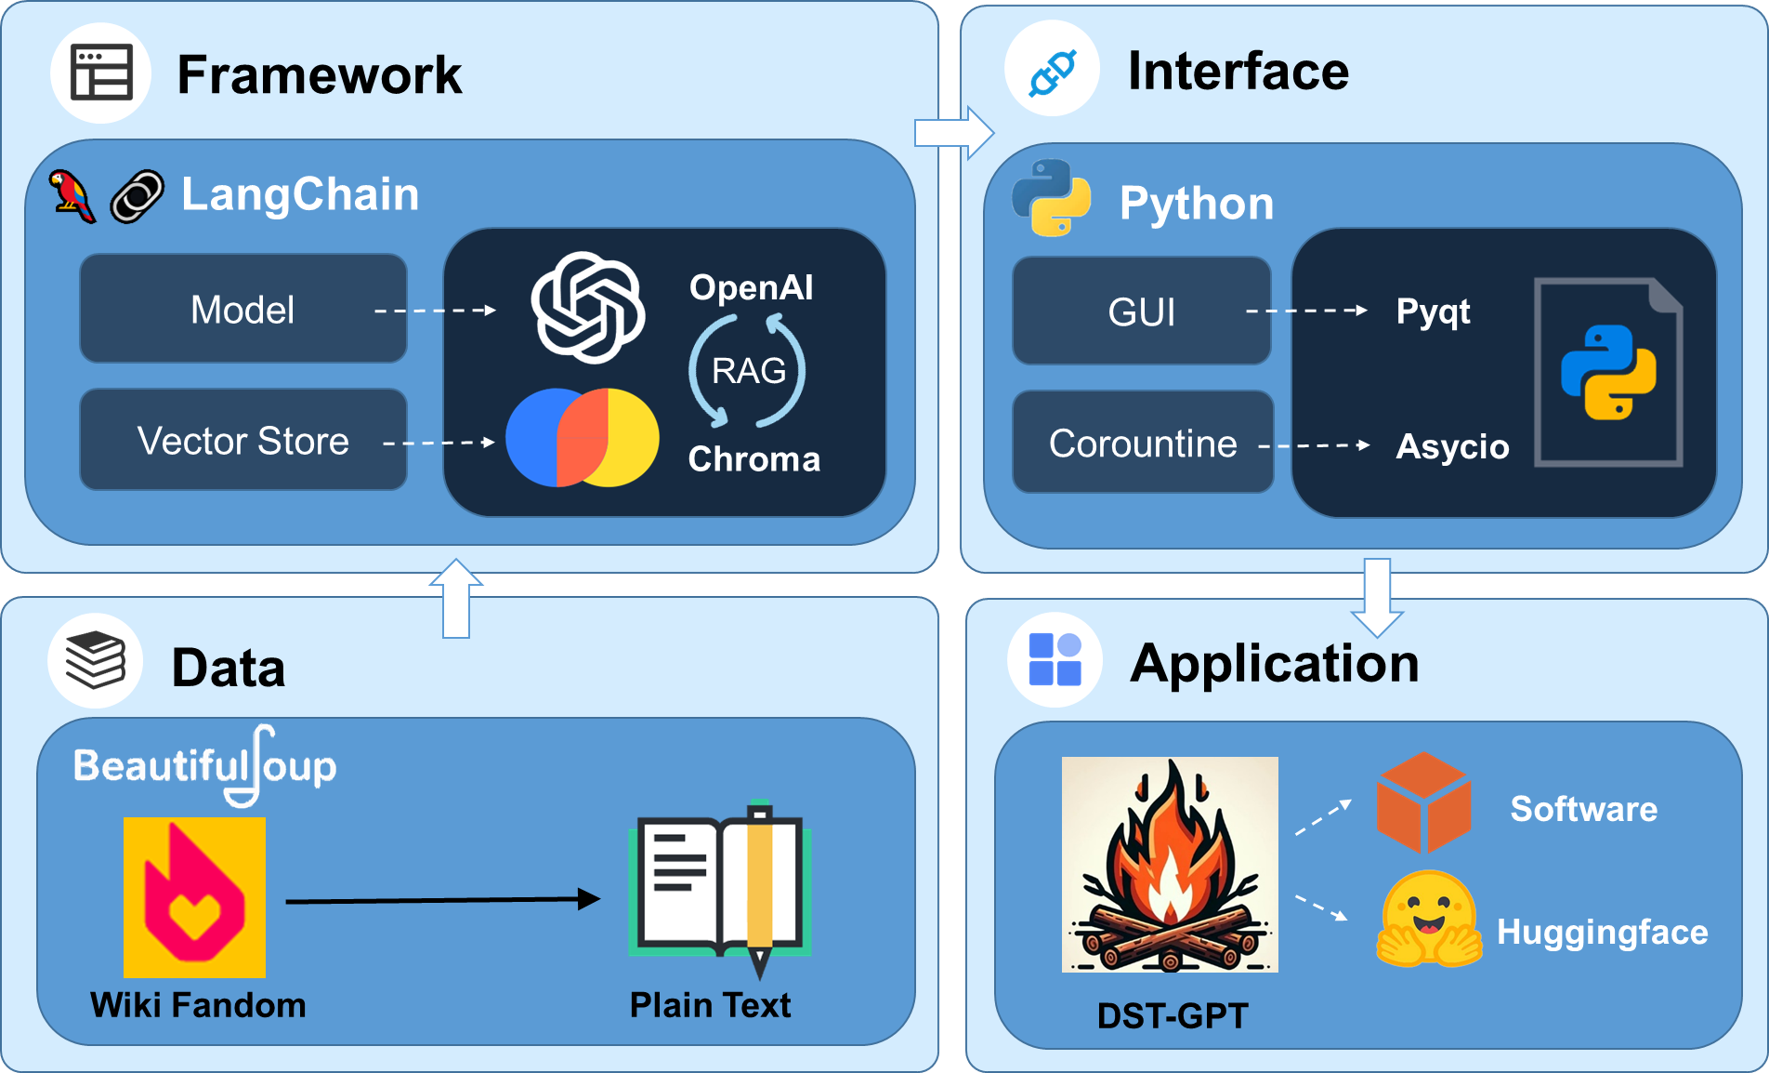 Framework
LangChain
Model
Vector Store
OpenAI
RAG
Chroma
Interface
Python
GUI
Pyqt
Corountine
Asycio
Data
BeautifulSoup
Wiki Fandom
Plain Text
Application
Software
Huggingface
DST-GPT